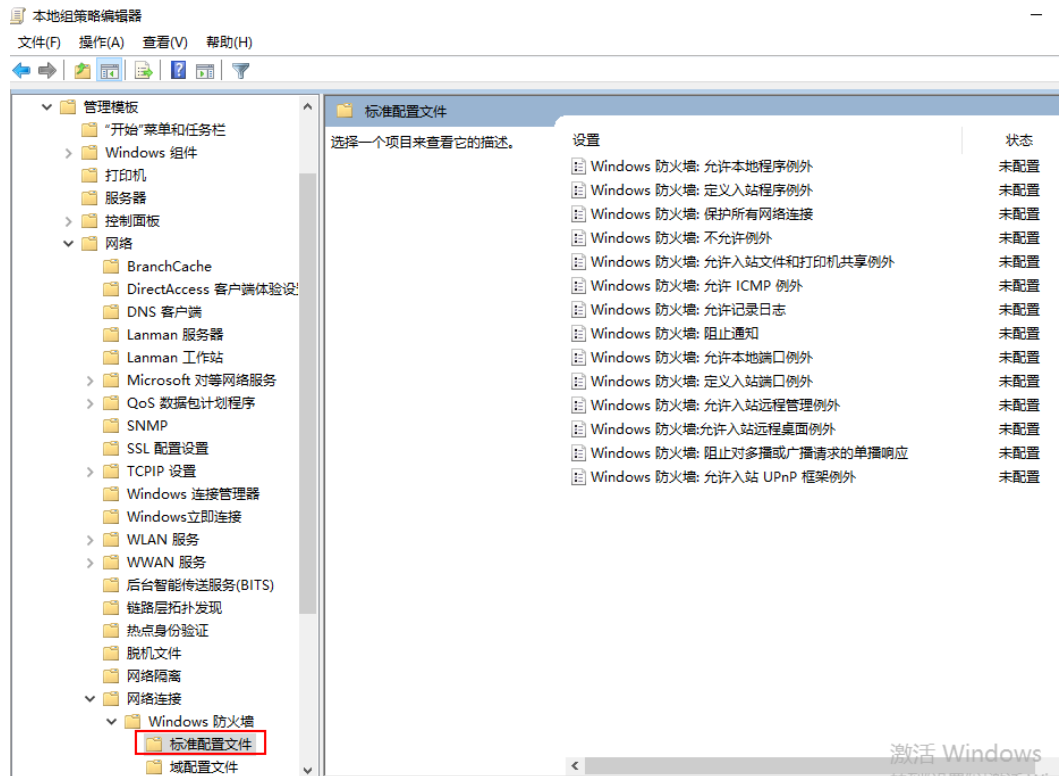 本地组策略编辑器
文件(F) 操作(A) 查看(V) 帮助(H)
管理模板
"开始"菜单和任务栏
Windows 组件
打印机
服务器
控制面板
网络
BranchCache
DirectAccess 客户端体验设
DNS 客户端
Lanman 服务器
Lanman 工作站
Microsoft 对等网络服务
QoS 数据包计划程序
SNMP
SSL 配置设置
TCPIP 设置
Windows 连接管理器
Windows立即连接
WLAN 服务
WWAN 服务
后台智能传送服务(BITS)
链路层拓扑发现
热点身份验证
脱机文件
网络隔离
网络连接
Windows 防火墙
标准配置文件
域配置文件
标准配置文件
选择一个项目来查看它的描述。
设置 状态
Windows 防火墙: 允许本地程序例外 未配置
Windows 防火墙: 定义入站程序例外 未配置
Windows 防火墙: 保护所有网络连接 未配置
Windows 防火墙: 不允许例外 未配置
Windows 防火墙: 允许入站文件和打印机共享例外 未配置
Windows 防火墙: 允许 ICMP 例外 未配置
Windows 防火墙: 允许记录日志 未配置
Windows 防火墙: 阻止通知 未配置
Windows 防火墙: 允许本地端口例外 未配置
Windows 防火墙: 定义入站端口例外 未配置
Windows 防火墙: 允许入站远程管理例外 未配置
Windows 防火墙:允许入站远程桌面例外 未配置
Windows 防火墙: 阻止对多播或广播请求的单播响应 未配置
Windows 防火墙: 允许入站 UPnP 框架例外 未配置
激活 Windows